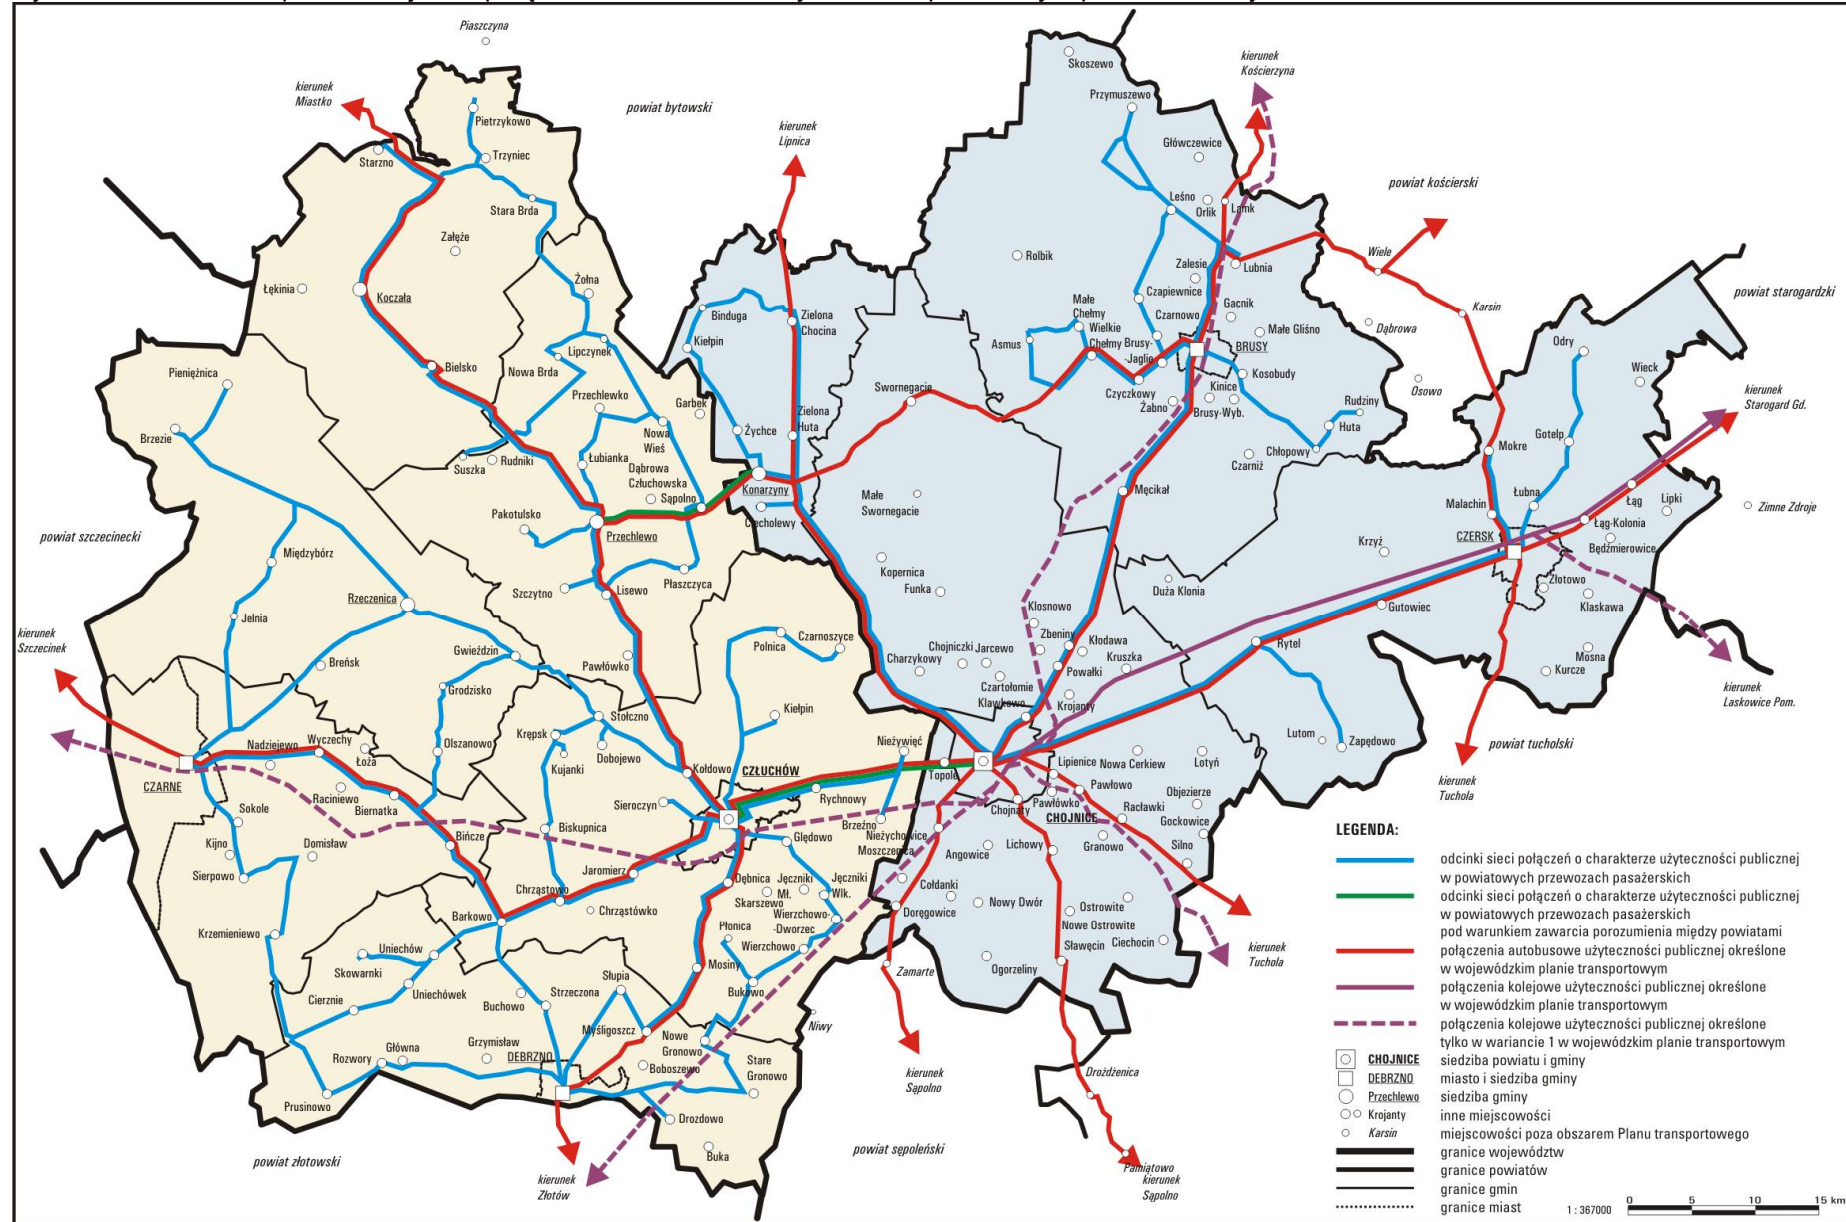 Piaszczyna
kierunek
Miastko
powiat bytowski
kierunek
Lipnica
Skoszewo
kierunek
Kościerzyna
Przymuszewo
Główczewice
powiat kościerski
Pietrzykowo
Trzyniec
Starzno
Stara Brda
Załęże
Łękinia
Koczała
Żołna
Leśno
Orlik
Lamk
Rolbik
Zalesie
Lubnia
Wiele
Karsin
powiat starogardzki
Binduga
Zielona
Chocina
Kiełpin
Czapiewnice
Gacnik
Małe
Chełmy
Czarnowo
Małe Gliśno
Dąbrowa
Asmus
Wielkie
Chełmy
Brusy-
-Jaglie
BRUSY
Odry
Wieck
Lipczynek
Nowa Brda
Bielsko
Pieniężnica
Przechlewko
Garbek
Swornegacie
Czyczkowy
Żabno
Kinice
Brusy-Wyb.
Kosobudy
Osowo
kierunek
Starogard Gd.
Brzezie
Nowa
Wieś
Zielona
Huta
Żychce
Rudziny
Huta
Chłopowy
Czarniż
Mokre
Gotelp
Suszka
Rudniki
Łubianka
Dąbrowa
Człuchowska
Sąpolno
Konarzyny
Ciecholewy
Małe
Swornegacie
Męcikał
Malachin
Łubna
Łąg
Lipki
Zimne Zdroje
powiat szczecinecki
Pakotulsko
Przechlewo
CZERSK
Łąg-Kolonia
Będźmierowice
Krzyż
Międzybórz
Szczytno
Lisewo
Płaszczyca
Kopernica
Funka
Duża Klonia
Złotowo
Klaskawa
Rzeczenica
Jelnia
Klosnowo
Gutowiec
kierunek
Szczecinek
Gwieździn
Breńsk
Pawłówko
Polnica
Czarnoszyce
Charzykowy
Chojniczki
Jarcewo
Zbeniny
Kłodawa
Kruszka
Rytel
Powałki
Mosna
Kurcze
Grodzisko
Czartołomie
Klawkowo
Krojanty
kierunek
Laskowice Pom.
Stołczno
Kiełpin
Krępsk
Dobojewo
Kujanki
Nieżywięć
Lutom
Zapędowo
powiat tucholski
Nadziejewo
Wyczechy
Łoża
Olszanowo
Kołdowo
CZŁUCHÓW
Topole
Lipienice
Nowa Cerkiew
Lotyń
kierunek
Tuchola
CZARNE
Raciniewo
Biernatka
Sieroczyn
Rychnowy
Pawłówko
Pawłowo
Objezierze
Sokole
Biskupnica
Brzeźno
Chojnaty
CHOJNICE
Racławki
Gockowice
LEGENDA:
Kijno
Domisław
Bińcze
Głędowo
Nieżychowice
Moszczenica
Angowice
Lichowy
Granowo
Silno
Sierpowo
Jaromierz
Dębnica
Skarszewo
Jęczniki
Mł.
Jęczniki
Wlk.
Cołdanki
odcinki sieci połączeń o charakterze użyteczności publicznej
w powiatowych przewozach pasażerskich
odcinki sieci połączeń o charakterze użyteczności publicznej
w powiatowych przewozach pasażerskich
pod warunkiem zawarcia porozumienia między powiatami
połączenia autobusowe użyteczności publicznej określone
w wojewódzkim planie transportowym
połączenia kolejowe użyteczności publicznej określone
w wojewódzkim planie transportowym
połączenia kolejowe użyteczności publicznej określone
tylko w wariancie 1 w wojewódzkim planie transportowym
CHOJNICE siedziba powiatu i gminy
DEBRZNO miasto i siedziba gminy
Przechlewo siedziba gminy
Krojanty inne miejscowości
Karsin miejscowości poza obszarem Planu transportowego
granice województw
granice powiatów
granice gmin
granice miast
1 : 367000
0 5 10 15 km
Chrząstowo
Chrząstówko
Barkowo
Wierzchowo-
-Dworzec
Doręgowice
Nowy Dwór
Ostrowite
Nowe Ostrowite
Krzemieniewo
Płonica
Wierzchowo
Sławęcin
Ciechocin
kierunek
Tuchola
Uniechów
Skowarnki
Mosiny
Zamarte
Ogorzeliny
Uniechówek
Cierznie
Buchowo
Strzeczona
Słupia
Bukowo
Niwy
Myśligoszcz
Nowe
Gronowo
Rozwory
Główna
Grzymisław
DEBRZNO
Boboszewo
Stare
Gronowo
kierunek
Sąpolno
Drożdżenica
Prusinowo
Drozdowo
Buka
powiat złotowski
powiat sępoleński
kierunek
Złotów
Pamiątowo
kierunek
Sąpolno